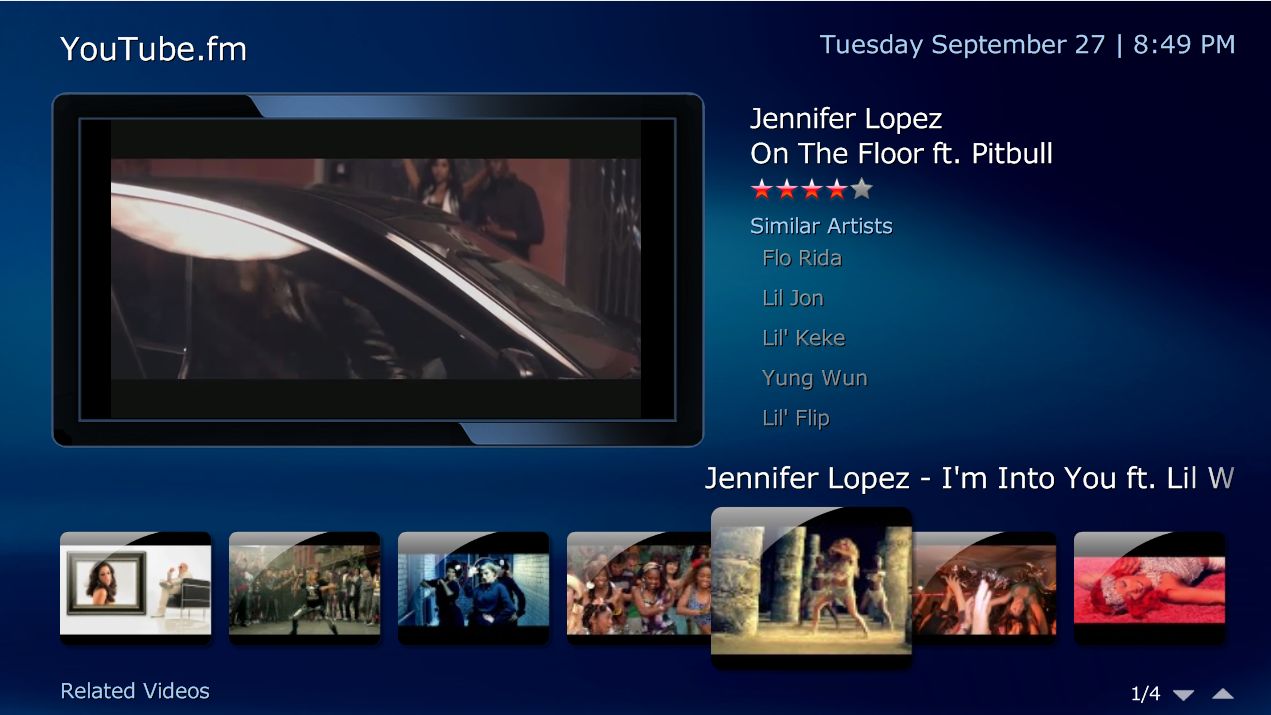 YouTube.fm
Tuesday September 27 | 8:49 PM
Jennifer Lopez
On The Floor ft. Pitbull
Similar Artists
Flo Rida
Lil Jon
Lil' Keke
Yung Wun
Lil' Flip
Jennifer Lopez - I'm Into You ft. Lil W
Related Videos
1/4